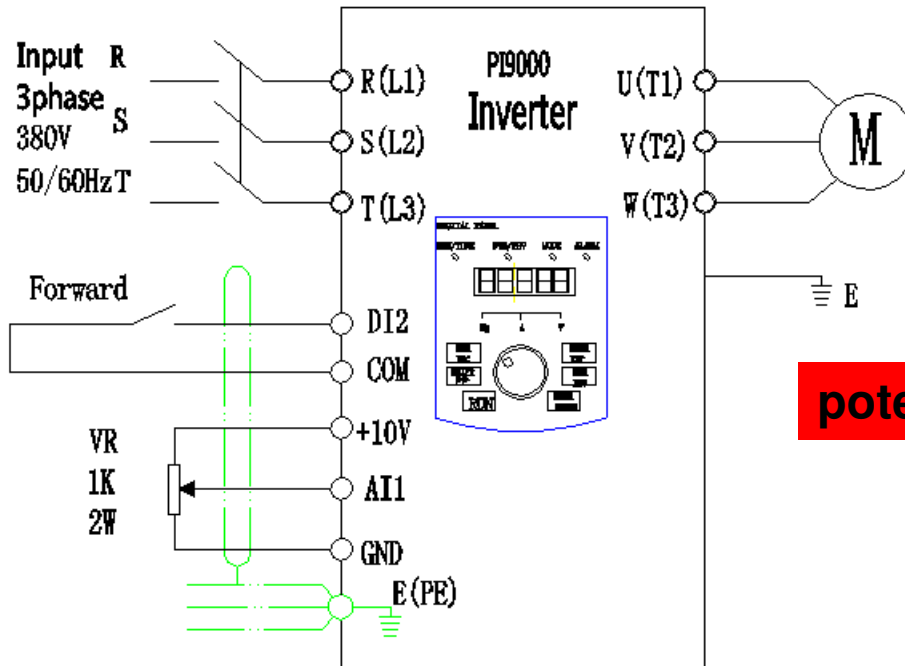 Input R
3phase
S
380V
50/60Hz T
R(L1)
S(L2)
T(L3)
PI9000
Inverter
U(T1)
V(T2)
W(T3)
M
E
Forward
DI2
COM
+10V
AI1
GND
E(PE)
VR
1K
2W
RUN
pote